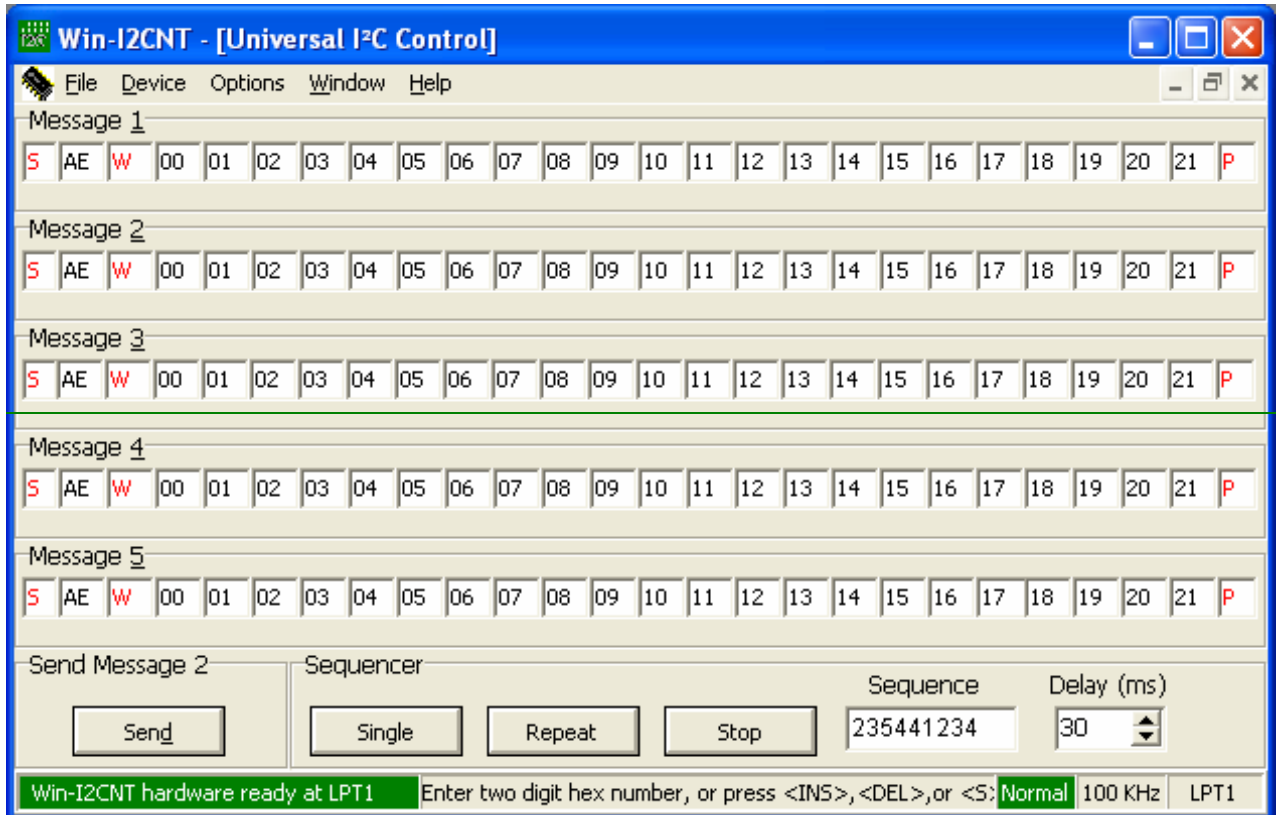 Win-I2CNT - [Universal I²C Control]
File Device Options Window Help
Message 1
S AE W 00 01 02 03 04 05 06 07 08 09 10 11 12 13 14 15 16 17 18 19 20 21 P
Message 2
S AE W 00 01 02 03 04 05 06 07 08 09 10 11 12 13 14 15 16 17 18 19 20 21 P
Message 3
S AE W 00 01 02 03 04 05 06 07 08 09 10 11 12 13 14 15 16 17 18 19 20 21 P
Message 4
S AE W 00 01 02 03 04 05 06 07 08 09 10 11 12 13 14 15 16 17 18 19 20 21 P
Message 5
S AE W 00 01 02 03 04 05 06 07 08 09 10 11 12 13 14 15 16 17 18 19 20 21 P
Send Message 2 Sequencer
Sequence Delay (ms)
Send Single Repeat Stop 235441234 30
Win-I2CNT hardware ready at LPT1 Enter two digit hex number, or press <INS>,<DEL>,or <S> Normal 100 KHz LPT1